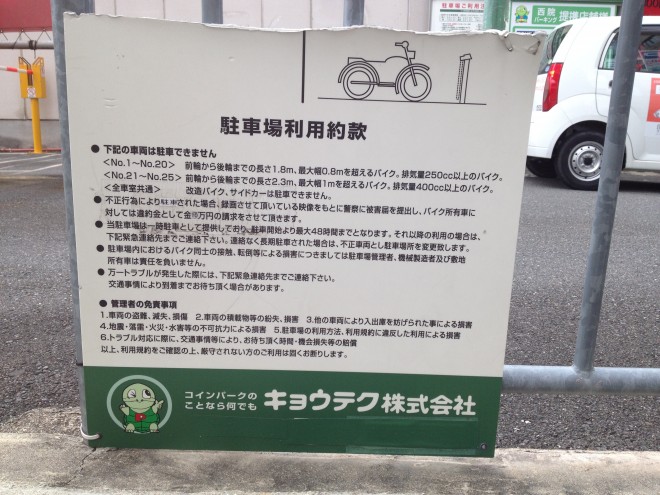 駐車場利用約款
● 下記の車両は駐車できません
<No.1～No.20> 前輪から後輪までの長さ1.8m、最大幅0.8mを超えるバイク。排気量250cc以上のバイク。
<No.21～No.25> 前輪から後輪までの長さ2.3m、最大幅1mを超えるバイク。排気量400cc以上のバイク。
<全車室共通> 改造バイク、サイドカーは駐車できません。
● 不正行為により駐車された場合、録画させて頂いている映像をもとに警察に被害届を提出し、バイク所有車に
対しては違約金として金 万円の請求をさせて頂きます。
● 当駐車場は一時駐車として提供しており、駐車開始より最大48時間までとなります。それ以降の利用の場合は、
下記緊急連絡先までご連絡下さい。連絡なく長期駐車された場合は、不正車両とし駐車場所を変更致します。
● 駐車場内におけるバイク同士の接触、転倒等による損害につきましては駐車場管理者、機械製造者及び敷地
所有車は責任を負いません。
● 万一トラブルが発生した際には、下記緊急連絡先までご連絡下さい。
交通事情により到着までお待ち頂く場合があります。
● 管理者の免責事項
1.車両の盗難、滅失、損傷 2.車両の積載物等の紛失、損害 3.他の車両により入出庫を妨げられた事による損害
4.地震・落雷・火災・水害等の不可抗力による損害 5.駐車場の利用方法、利用規約に違反した利用による損害
6.トラブル対応に際に、交通事情等により、お待ち頂く時間・機会損失等の賠償
以上、利用規約をご確認の上、厳守されない方のご利用は固くお断りします。
コインパークの
ことなら何でも
キョウテク株式会社
駐車場ご利用
百熊
パーキング
提携店舗様